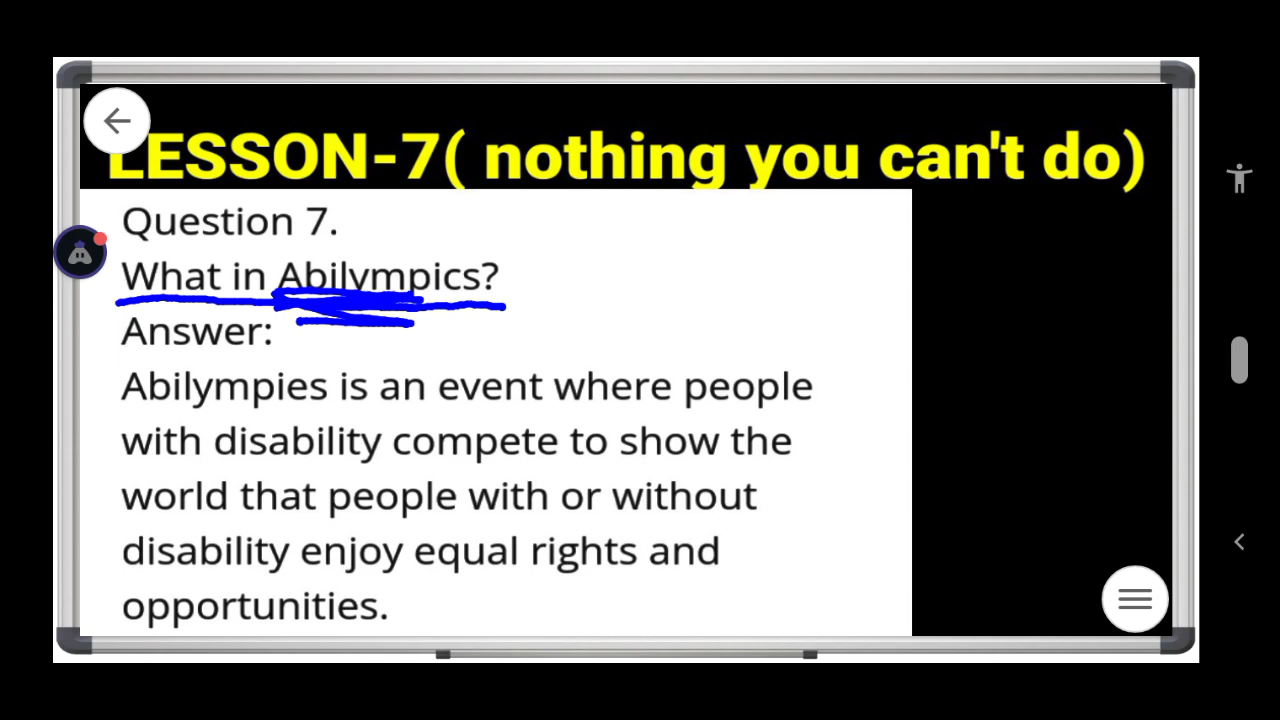 LESSON-7( nothing you can't do)
Question 7.
What in Abilympics?
Answer:
Abilympies is an event where people
with disability compete to show the
world that people with or without
disability enjoy equal rights and
opportunities.